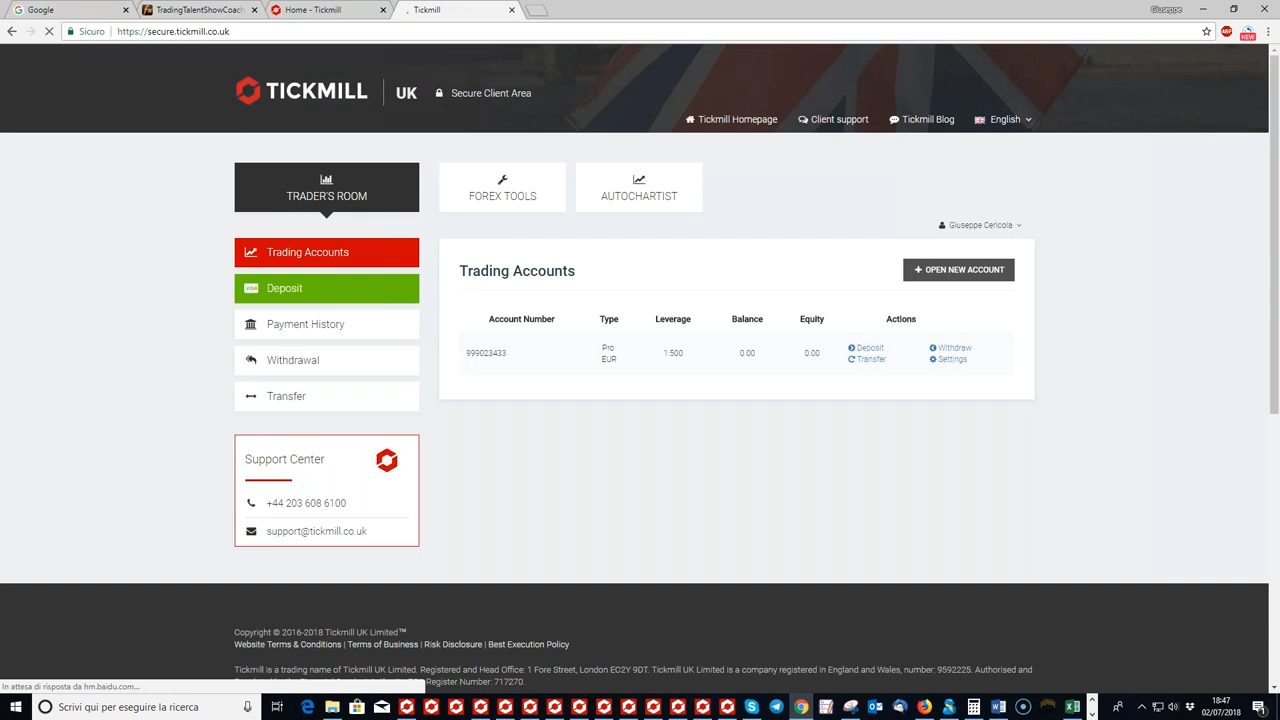 Google
TradingTalentShowCoach
Home - Tickmill
Tickmill
Giuseppe
Sicuro
https://secure.tickmill.co.uk
ABP
NEW
TICKMILL
UK
Secure Client Area
Tickmill Homepage
Client support
Tickmill Blog
English
TRADER'S ROOM
FOREX TOOLS
AUTOCHARTIST
Giuseppe Cericola
Trading Accounts
Deposit
Payment History
Withdrawal
Transfer
Trading Accounts
OPEN NEW ACCOUNT
Account Number Type Leverage Balance Equity Actions
999023433 Pro EUR 1:500 0.00 0.00
Deposit Withdraw
Transfer Settings
Support Center
+44 203 608 6100
support@tickmill.co.uk
Copyright © 2016-2018 Tickmill UK Limited™
Website Terms & Conditions | Terms of Business | Risk Disclosure | Best Execution Policy
Tickmill is a trading name of Tickmill UK Limited. Registered and Head Office: 1 Fore Street, London EC2Y 9DT. Tickmill UK Limited is a company registered in England and Wales, number: 9592225. Authorised and
Register Number: 717270.
In attesa di risposta da hm.baidu.com...
Scrivi qui per eseguire la ricerca
18:47
02/07/2018